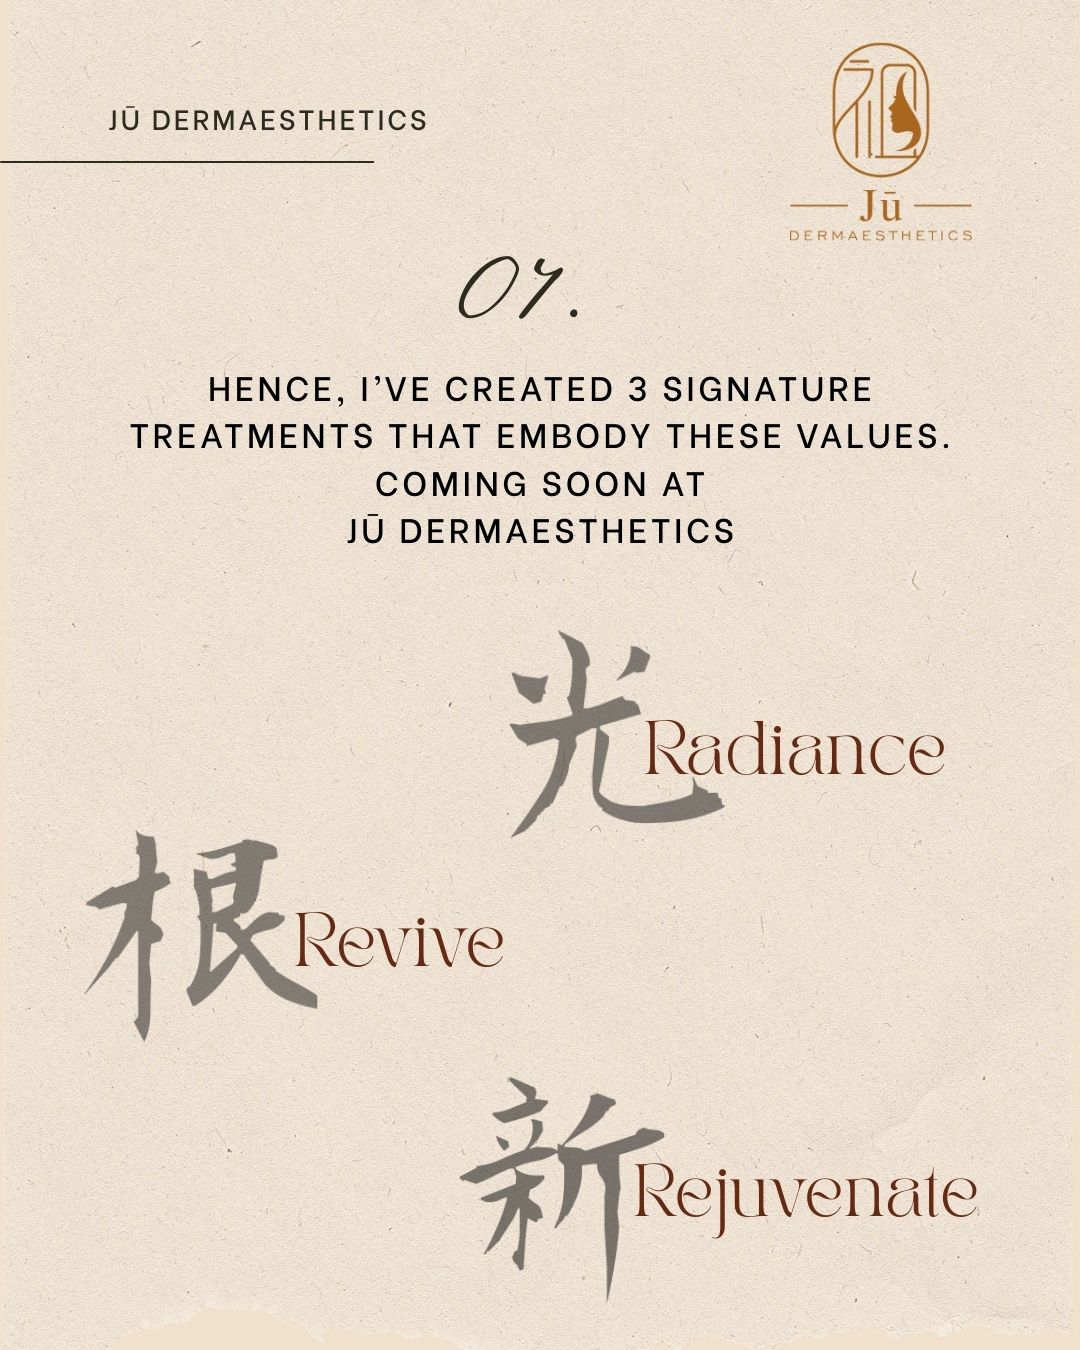 JŪ DERMAESTHETICS
Jū
DERMAESTHETICS
07.
HENCE, I’VE CREATED 3 SIGNATURE
TREATMENTS THAT EMBODY THESE VALUES.
COMING SOON AT
JŪ DERMAESTHETICS
光 Radiance
根 Revive
新 Rejuvenate